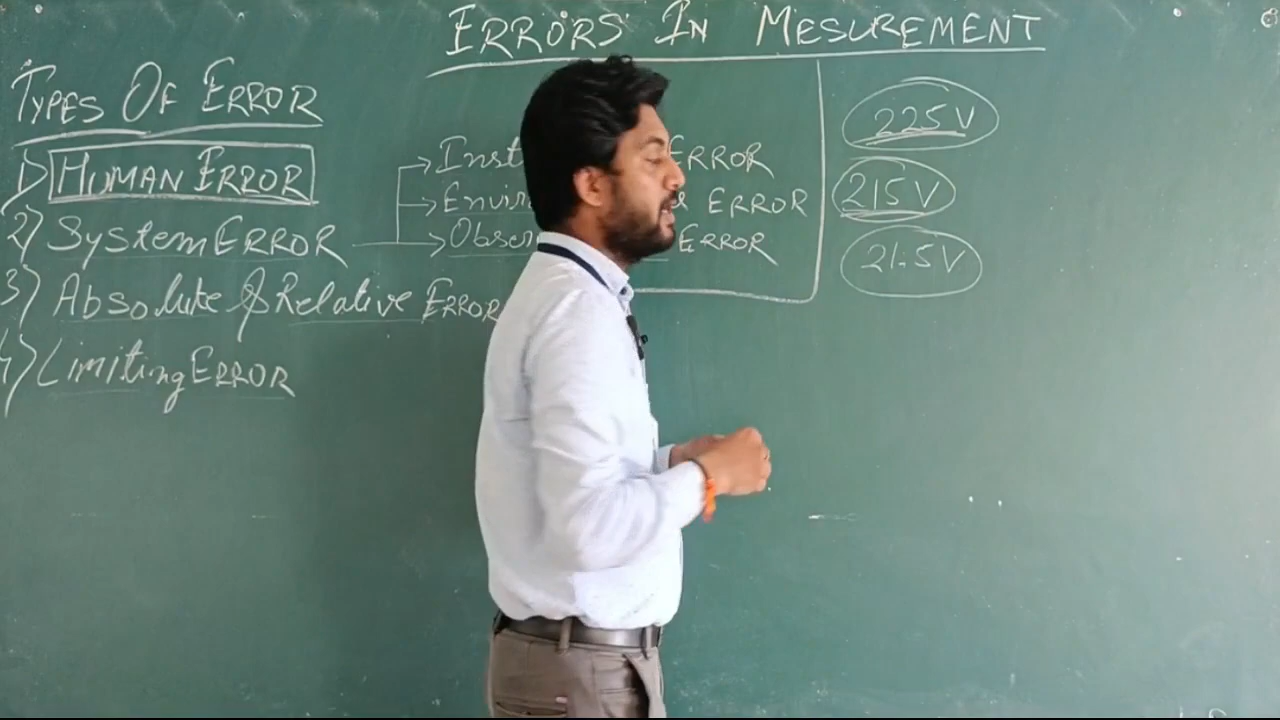 ERRORS IN MESUREMENT
TYPES OF ERROR
1) HUMAN ERROR
2) System ERROR
3) Absolute & Relative ERROR
4) Limiting ERROR
ERROR
ERROR
ERROR
225V
215V
21.5V